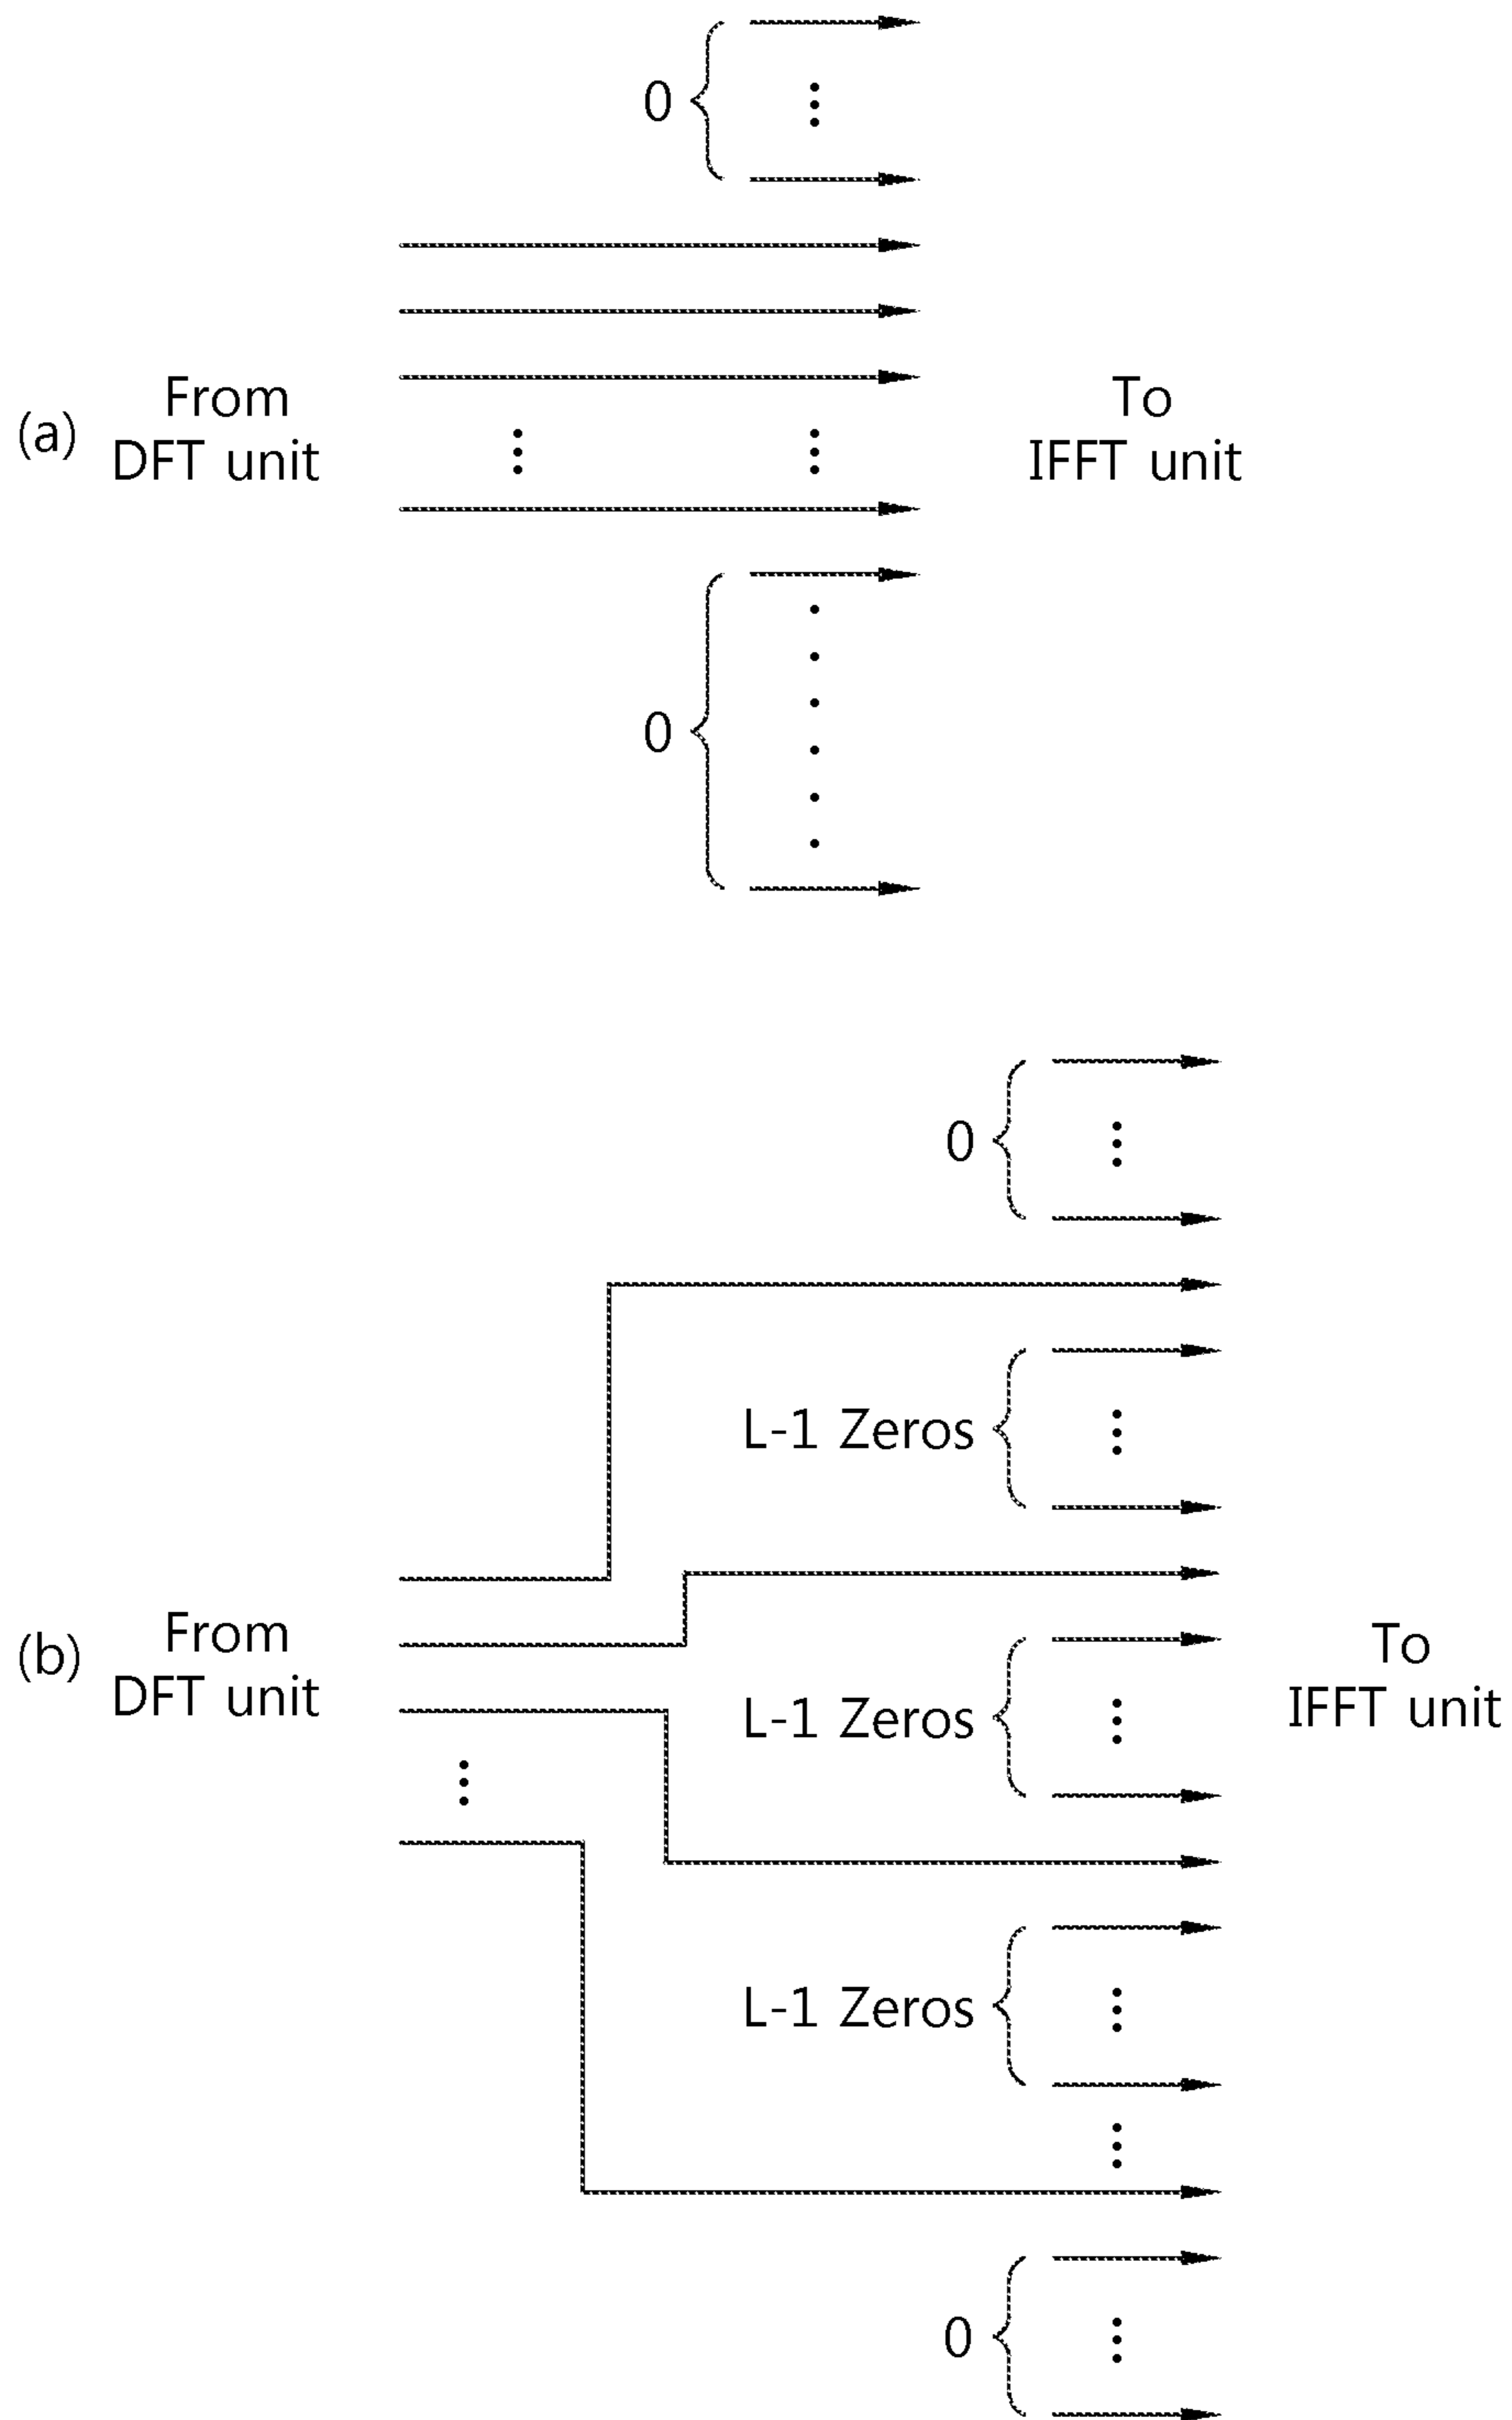 0
(a)
From
DFT unit
To
IFFT unit
0
0
L-1 Zeros
(b)
From
DFT unit
L-1 Zeros
To
IFFT unit
L-1 Zeros
0